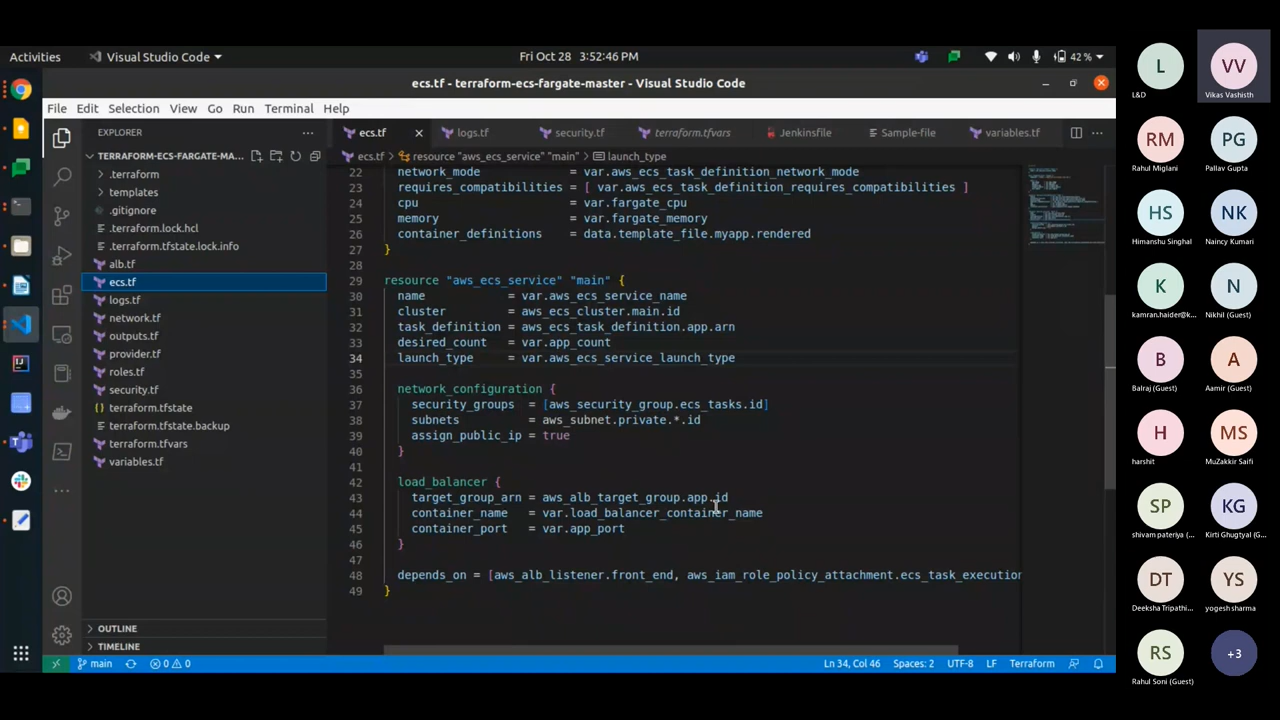 Activities
Visual Studio Code
Fri Oct 28 3:52:46 PM
42 %
ecs.tf - terraform-ecs-fargate-master - Visual Studio Code
File Edit Selection View Go Run Terminal Help
EXPLORER
ecs.tf
logs.tf
security.tf
terraform.tfvars
Jenkinsfile
Sample-file
variables.tf
TERRAFORM-ECS-FARGATE-MA...
ecs.tf > resource "aws_ecs_service" "main" > launch_type
.terraform
templates
.gitignore
.terraform.lock.hcl
.terraform.tfstate.lock.info
alb.tf
ecs.tf
logs.tf
network.tf
outputs.tf
provider.tf
roles.tf
security.tf
terraform.tfstate
terraform.tfstate.backup
terraform.tfvars
variables.tf
OUTLINE
TIMELINE
22 network_mode = var.aws_ecs_task_definition_network_mode
23 requires_compatibilities = [ var.aws_ecs_task_definition_requires_compatibilities ]
24 cpu = var.fargate_cpu
25 memory = var.fargate_memory
26 container_definitions = data.template_file.myapp.rendered
27 }
28
29 resource "aws_ecs_service" "main" {
30 name = var.aws_ecs_service_name
31 cluster = aws_ecs_cluster.main.id
32 task_definition = aws_ecs_task_definition.app.arn
33 desired_count = var.app_count
34 launch_type = var.aws_ecs_service_launch_type
35
36 network_configuration {
37 security_groups = [aws_security_group.ecs_tasks.id]
38 subnets = aws_subnet.private.*.id
39 assign_public_ip = true
40 }
41
42 load_balancer {
43 target_group_arn = aws_alb_target_group.app.id
44 container_name = var.load_balancer_container_name
45 container_port = var.app_port
46 }
47
48 depends_on = [aws_alb_listener.front_end, aws_iam_role_policy_attachment.ecs_task_execution
49 }
main
0 0
Ln 34, Col 46
Spaces: 2
UTF-8
LF
Terraform
L
L&D
VV
Vikas Vashisth
RM
Rahul Miglani
PG
Pallav Gupta
HS
Himanshu Singhal
NK
Naincy Kumari
K
kamran.haider@k...
N
Nikhil (Guest)
B
Balraj (Guest)
A
Aamir (Guest)
H
harshit
MS
MuZakkir Saifi
SP
shivam pateriya (...
KG
Kirti Ghugtyal (G...
DT
Deeksha Tripathi...
YS
yogesh sharma
RS
Rahul Soni (Guest)
+3